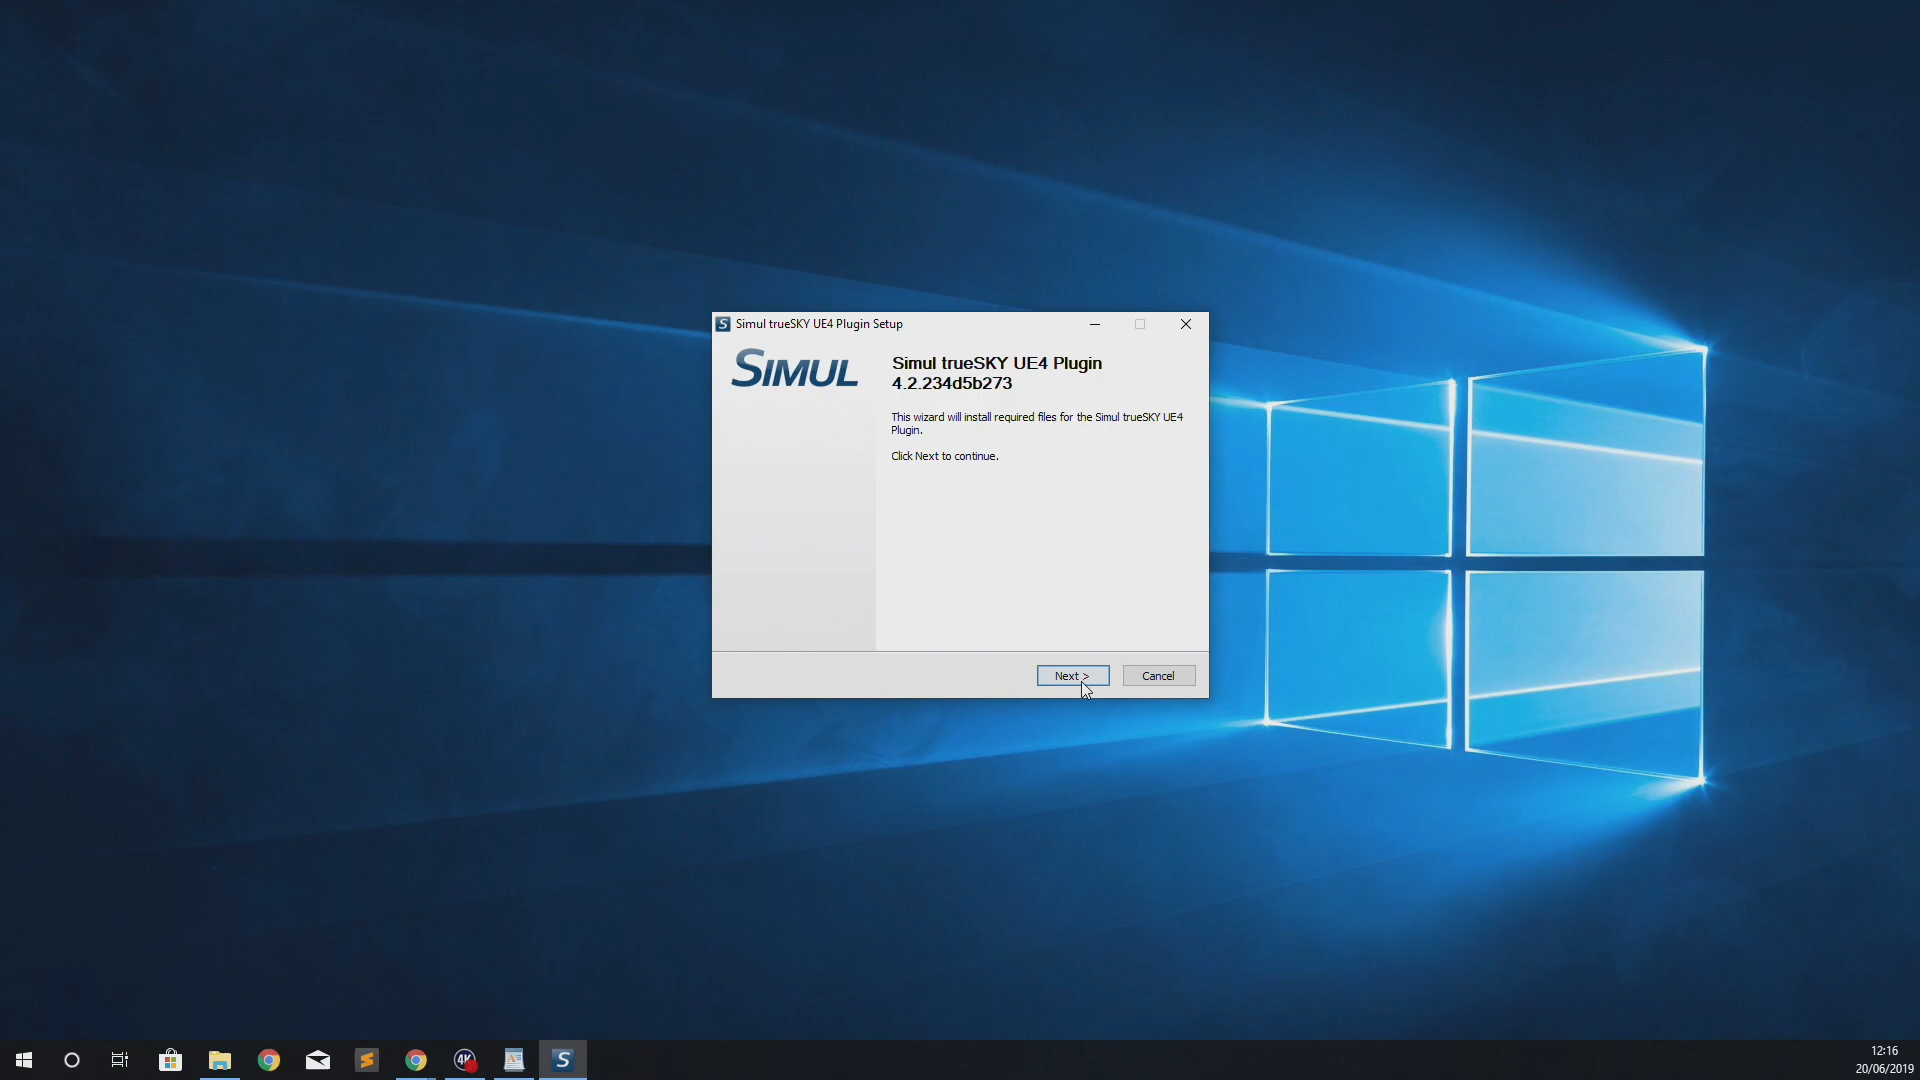 Simul trueSKY UE4 Plugin Setup
SIMUL
Simul trueSKY UE4 Plugin
4.2.234d5b273
This wizard will install required files for the Simul trueSKY UE4
Plugin.
Click Next to continue.
Next >
Cancel
4K
12:16
20/06/2019